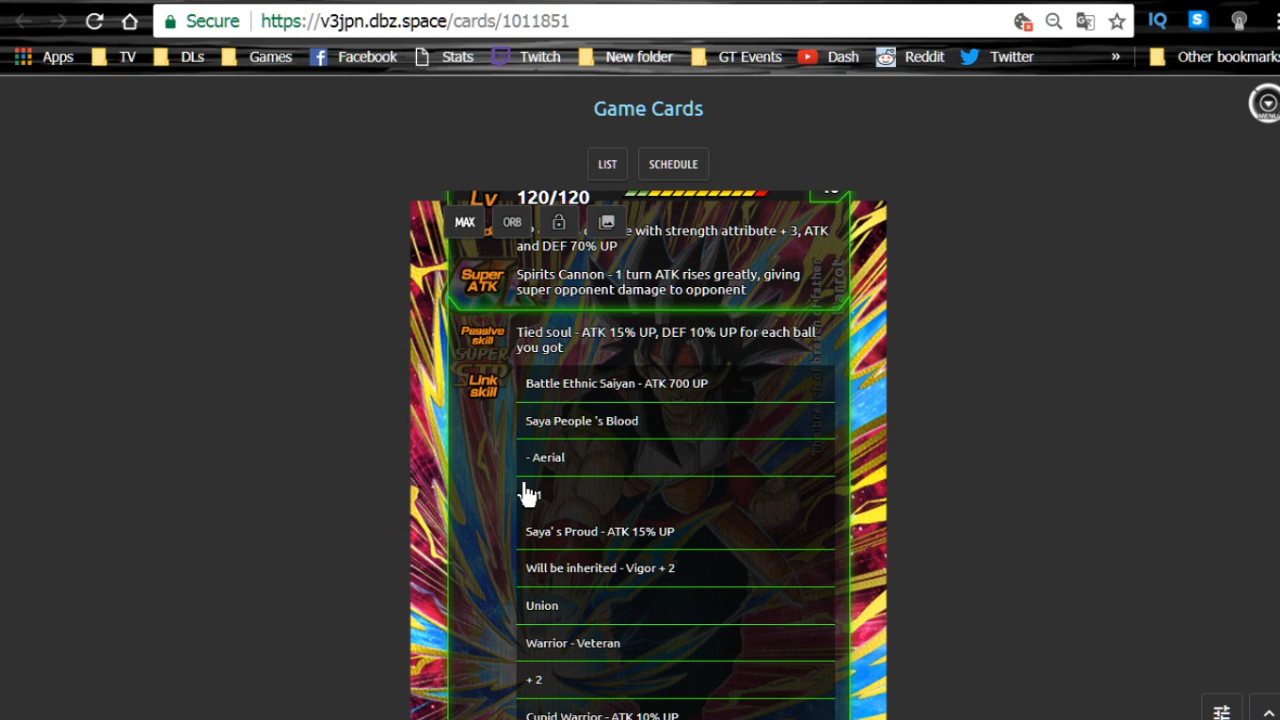 Secure https://v3jpn.dbz.space/cards/1011851
IQ S
Apps TV DLs Games Facebook Stats Twitch New folder GT Events Dash Reddit Twitter » Other bookmarks
Game Cards
MENU
LIST SCHEDULE
Lv 120/120
MAX ORB
e with strength attribute + 3, ATK
and DEF 70% UP
Super ATK
Spirits Cannon - 1 turn ATK rises greatly, giving
super opponent damage to opponent
Passive skill
Tied soul - ATK 15% UP, DEF 10% UP for each ball
you got
SUPER
STR
Link skill
Battle Ethnic Saiyan - ATK 700 UP
Saya People 's Blood
- Aerial
1
Saya' s Proud - ATK 15% UP
Will be inherited - Vigor + 2
Union
Warrior - Veteran
+ 2
Cupid Warrior - ATK 10% UP